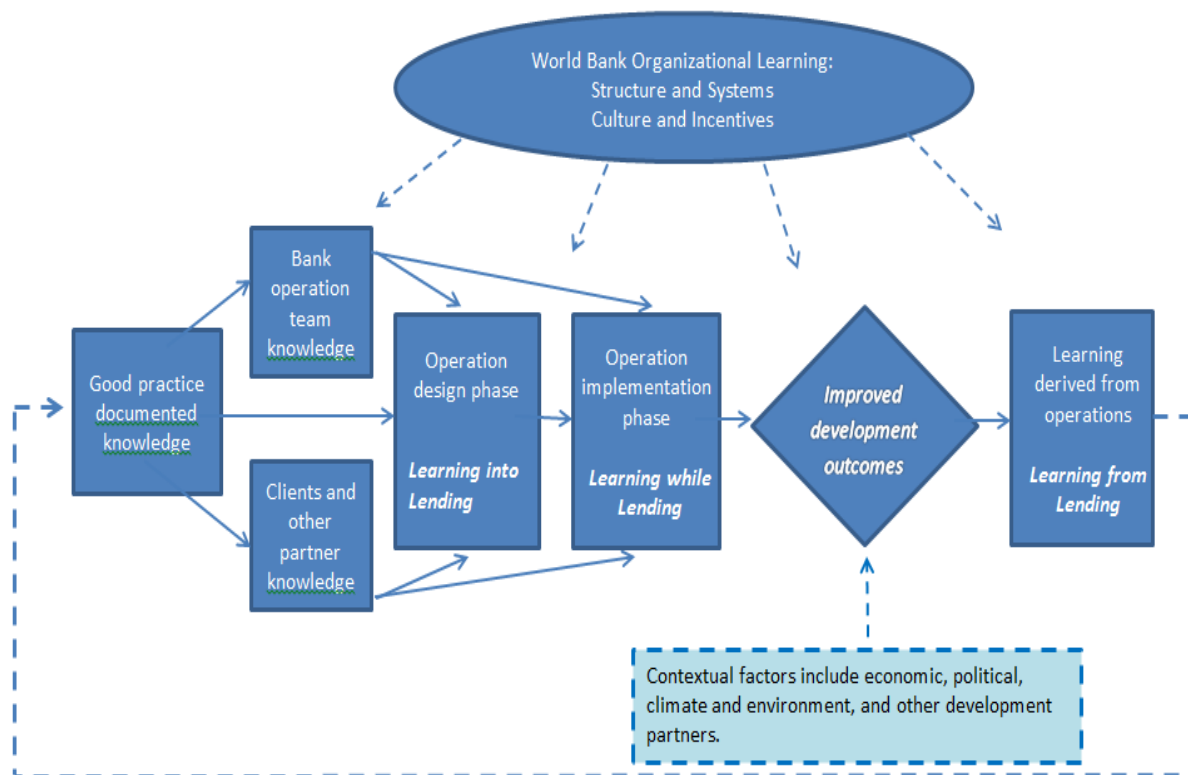 World Bank Organizational Learning:
Structure and Systems
Culture and Incentives
Good practice
documented
knowledge
Bank
operation
team
knowledge
Clients and
other
partner
knowledge
Operation
design phase
Learning into
Lending
Operation
implementation
phase
Learning while
Lending
Improved
development
outcomes
Learning
derived from
operations
Learning from
Lending
Contextual factors include economic, political,
climate and environment, and other development
partners.